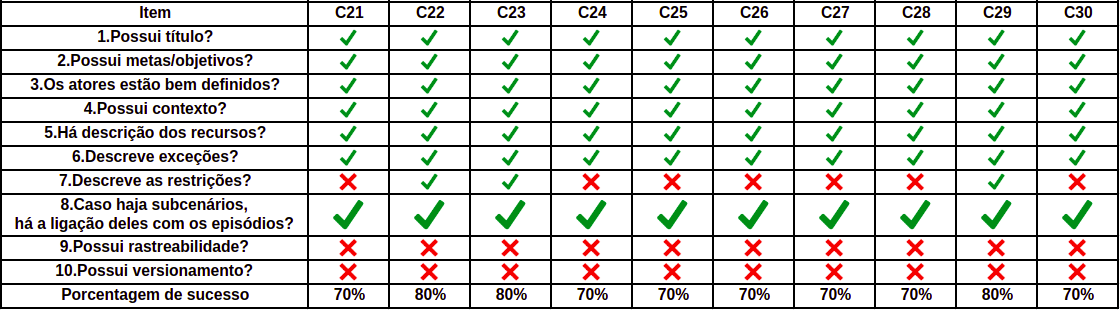 Item C21 C22 C23 C24 C25 C26 C27 C28 C29 C30
1.Possui título?
2.Possui metas/objetivos?
3.Os atores estão bem definidos?
4.Possui contexto?
5.Há descrição dos recursos?
6.Descreve exceções?
7.Descreve as restrições?
8.Caso haja subcenários,
há a ligação deles com os episódios?
9.Possui rastreabilidade?
10.Possui versionamento?
Porcentagem de sucesso 70% 80% 80% 70% 70% 70% 70% 70% 80% 70%